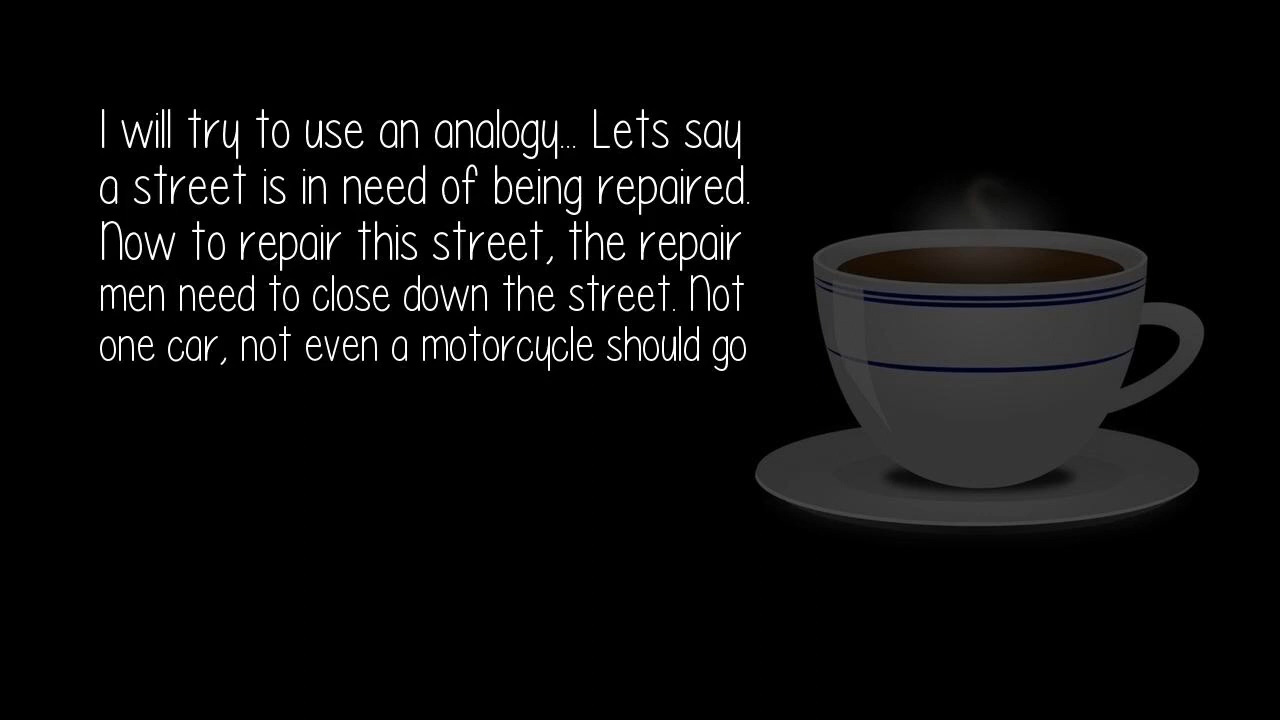 I will try to use an analogy... Lets say
a street is in need of being repaired.
Now to repair this street, the repair
men need to close down the street. Not
one car, not even a motorcycle should go